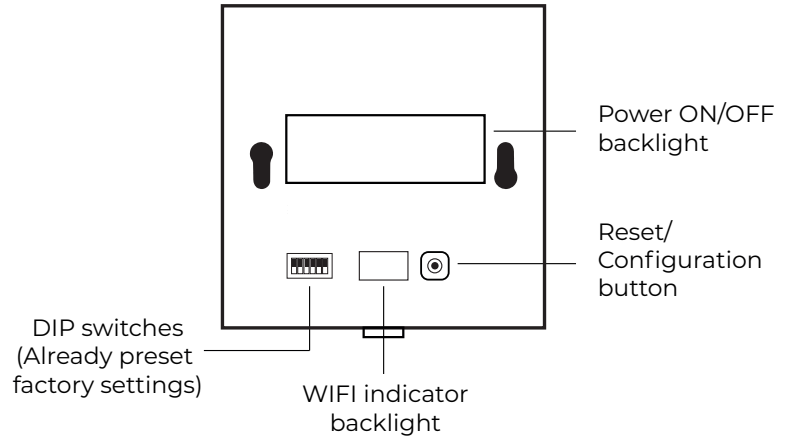 Power ON/OFF
backlight
Reset/
Configuration
button
DIP switches
(Already preset
factory settings)
WIFI indicator
backlight